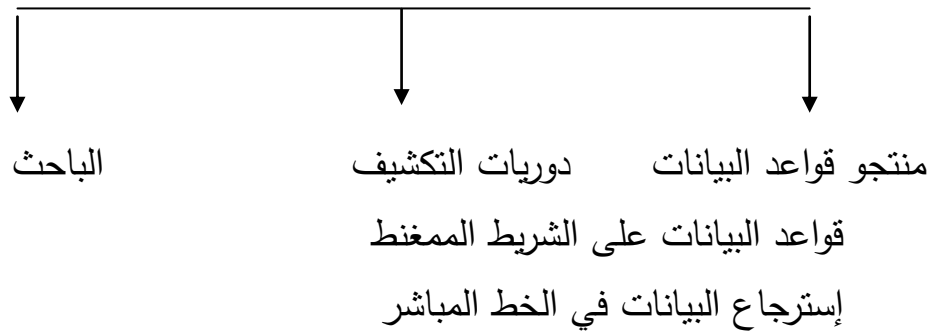 منتجو قواعد البيانات دوريات التكشيف الباحث
قواعد البيانات على الشريط الممغنط
إسترجاع البيانات في الخط المباشر